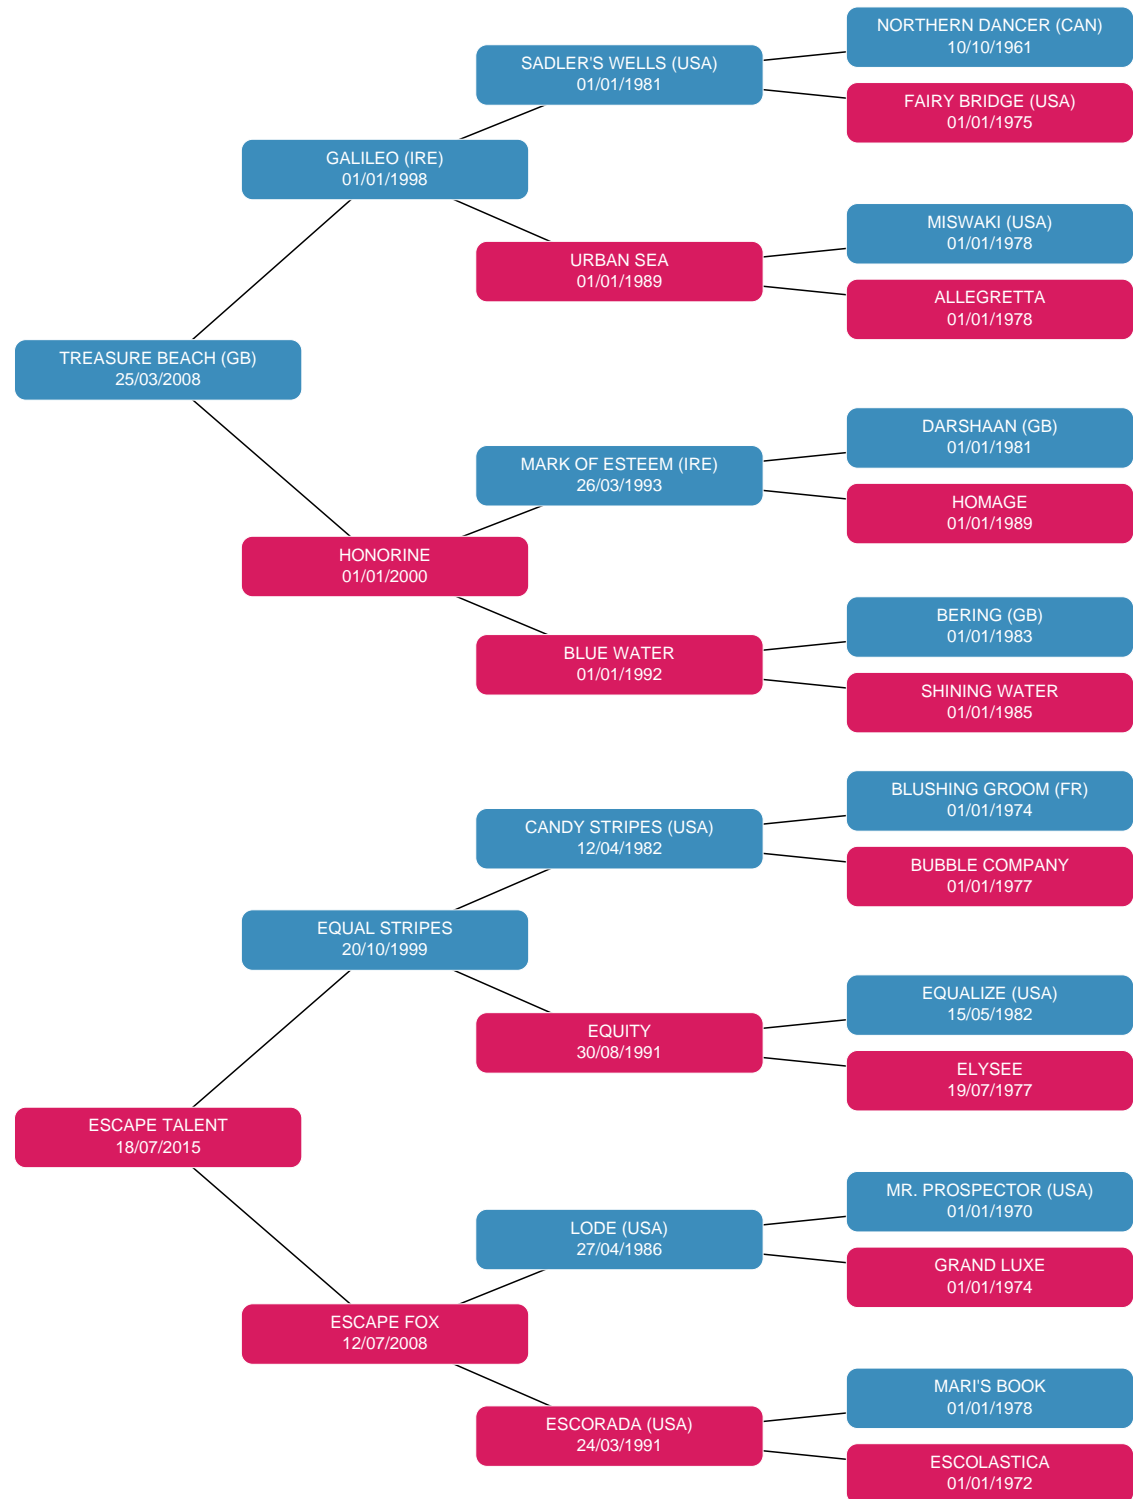 NORTHERN DANCER (CAN)
10/10/1961
SADLER'S WELLS (USA)
01/01/1981
FAIRY BRIDGE (USA)
01/01/1975
GALILEO (IRE)
01/01/1998
MISWAKI (USA)
01/01/1978
URBAN SEA
01/01/1989
ALLEGRETTA
01/01/1978
TREASURE BEACH (GB)
25/03/2008
DARSHAAN (GB)
01/01/1981
MARK OF ESTEEM (IRE)
26/03/1993
HOMAGE
01/01/1989
HONORINE
01/01/2000
BERING (GB)
01/01/1983
BLUE WATER
01/01/1992
SHINING WATER
01/01/1985
BLUSHING GROOM (FR)
01/01/1974
CANDY STRIPES (USA)
12/04/1982
BUBBLE COMPANY
01/01/1977
EQUAL STRIPES
20/10/1999
EQUALIZE (USA)
15/05/1982
EQUITY
30/08/1991
ELYSEE
19/07/1977
ESCAPE TALENT
18/07/2015
MR. PROSPECTOR (USA)
01/01/1970
LODE (USA)
27/04/1986
GRAND LUXE
01/01/1974
ESCAPE FOX
12/07/2008
MARI'S BOOK
01/01/1978
ESCORADA (USA)
24/03/1991
ESCOLASTICA
01/01/1972